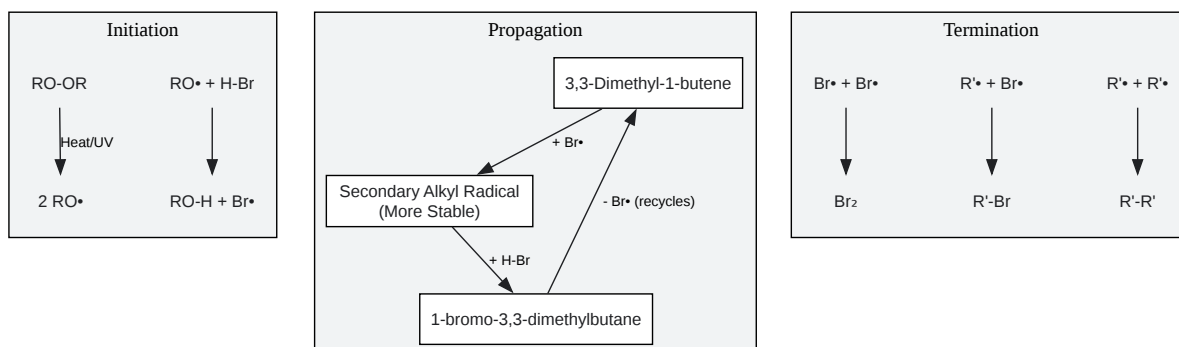 Initiation
RO-OR
Heat/UV
2 RO•
RO• + H-Br
RO-H + Br•
Propagation
3,3-Dimethyl-1-butene
+ Br•
Secondary Alkyl Radical
(More Stable)
- Br• (recycles)
+ H-Br
1-bromo-3,3-dimethylbutane
Termination
Br• + Br•
Br₂
R'• + Br•
R'-Br
R'• + R'•
R'-R'